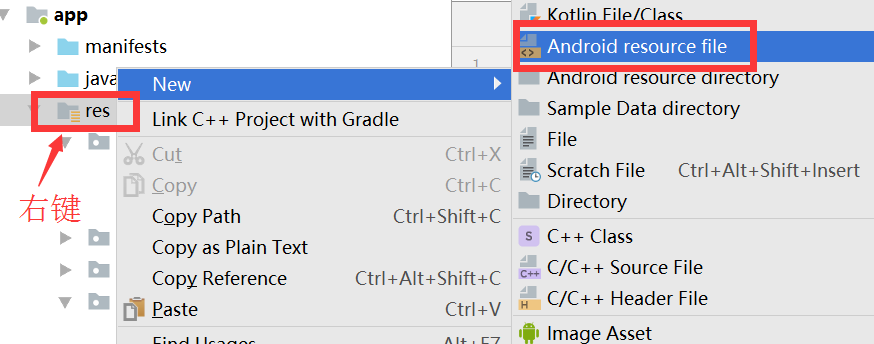 app
manifests
java
res
右键
New
Link C++ Project with Gradle
Cut Ctrl+X
Copy Ctrl+C
Copy Path Ctrl+Shift+C
Copy as Plain Text
Copy Reference Ctrl+Alt+Shift+C
Paste Ctrl+V
Find Usages Alt+F7
1
Kotlin File/Class
Android resource file
Android resource directory
Sample Data directory
File
Scratch File Ctrl+Alt+Shift+Insert
Directory
S C++ Class
C++ C/C++ Source File
H C/C++ Header File
Image Asset